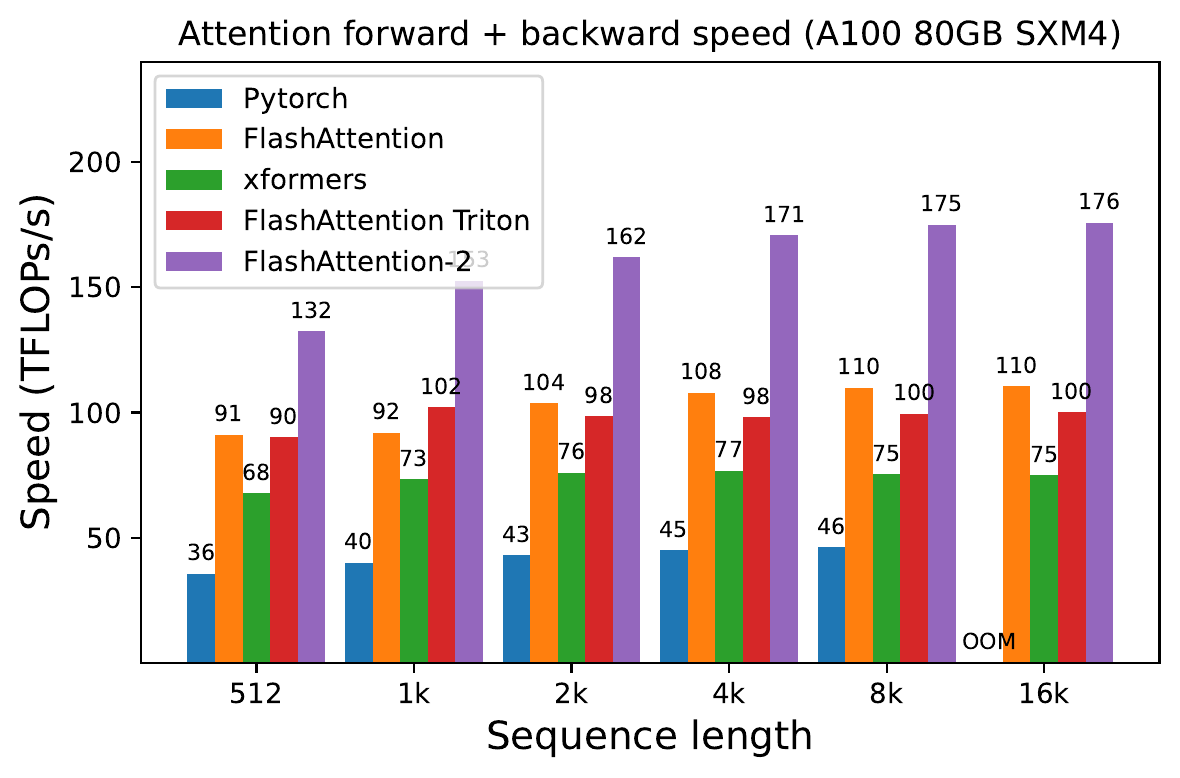 Attention forward + backward speed (A100 80GB SXM4)
Pytorch
FlashAttention
xformers
FlashAttention Triton
FlashAttention-2
Speed (TFLOPs/s)
200
150
100
50
36
91
68
90
132
40
92
73
102
153
43
104
76
98
162
45
108
77
98
171
46
110
75
100
175
OOM
110
75
100
176
512
1k
2k
4k
8k
16k
Sequence length